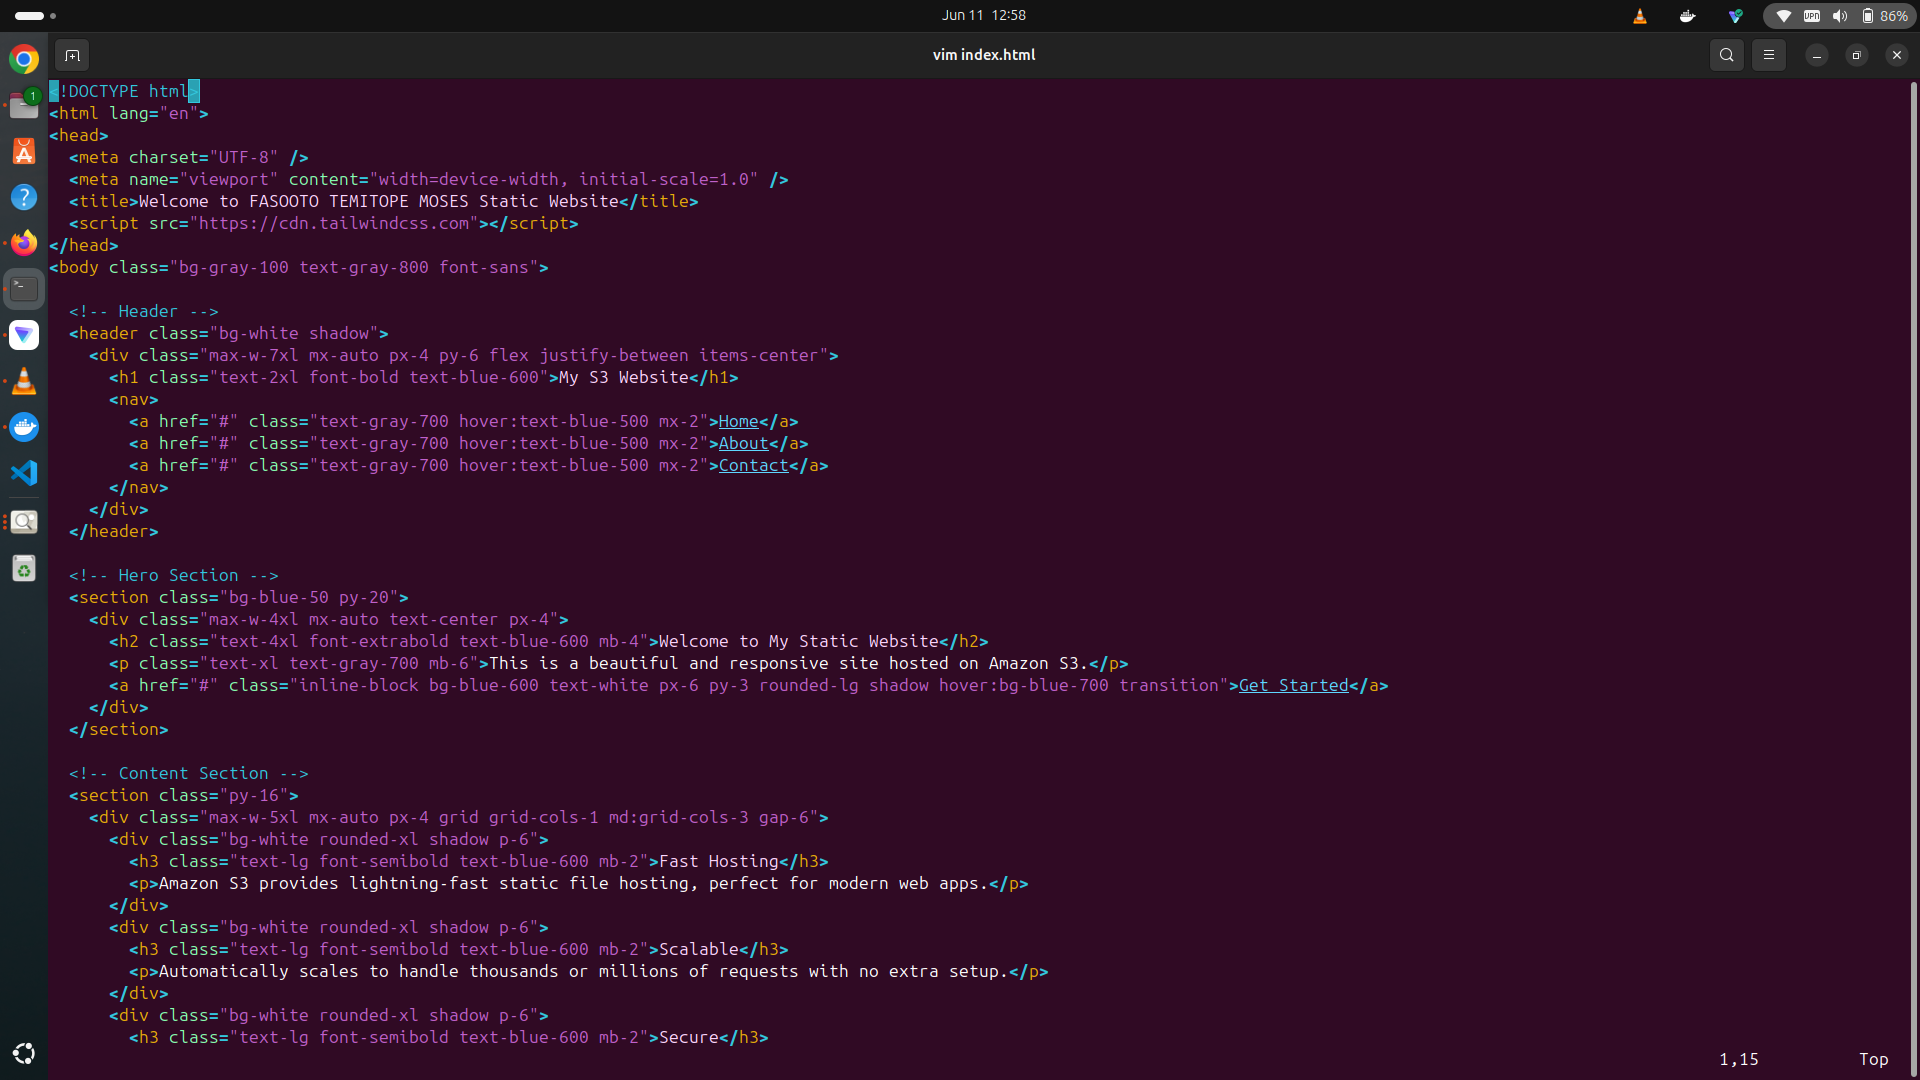 Jun 11 12:58
VPN
86%
vim index.html
1
<!DOCTYPE html>
<html lang="en">
<head>
  <meta charset="UTF-8" />
  <meta name="viewport" content="width=device-width, initial-scale=1.0" />
  <title>Welcome to FASOOTO TEMITOPE MOSES Static Website</title>
  <script src="https://cdn.tailwindcss.com"></script>
</head>
<body class="bg-gray-100 text-gray-800 font-sans">

  <!-- Header -->
  <header class="bg-white shadow">
    <div class="max-w-7xl mx-auto px-4 py-6 flex justify-between items-center">
      <h1 class="text-2xl font-bold text-blue-600">My S3 Website</h1>
      <nav>
        <a href="#" class="text-gray-700 hover:text-blue-500 mx-2">Home</a>
        <a href="#" class="text-gray-700 hover:text-blue-500 mx-2">About</a>
        <a href="#" class="text-gray-700 hover:text-blue-500 mx-2">Contact</a>
      </nav>
    </div>
  </header>

  <!-- Hero Section -->
  <section class="bg-blue-50 py-20">
    <div class="max-w-4xl mx-auto text-center px-4">
      <h2 class="text-4xl font-extrabold text-blue-600 mb-4">Welcome to My Static Website</h2>
      <p class="text-xl text-gray-700 mb-6">This is a beautiful and responsive site hosted on Amazon S3.</p>
      <a href="#" class="inline-block bg-blue-600 text-white px-6 py-3 rounded-lg shadow hover:bg-blue-700 transition">Get Started</a>
    </div>
  </section>

  <!-- Content Section -->
  <section class="py-16">
    <div class="max-w-5xl mx-auto px-4 grid grid-cols-1 md:grid-cols-3 gap-6">
      <div class="bg-white rounded-xl shadow p-6">
        <h3 class="text-lg font-semibold text-blue-600 mb-2">Fast Hosting</h3>
        <p>Amazon S3 provides lightning-fast static file hosting, perfect for modern web apps.</p>
      </div>
      <div class="bg-white rounded-xl shadow p-6">
        <h3 class="text-lg font-semibold text-blue-600 mb-2">Scalable</h3>
        <p>Automatically scales to handle thousands or millions of requests with no extra setup.</p>
      </div>
      <div class="bg-white rounded-xl shadow p-6">
        <h3 class="text-lg font-semibold text-blue-600 mb-2">Secure</h3>
1,15 Top